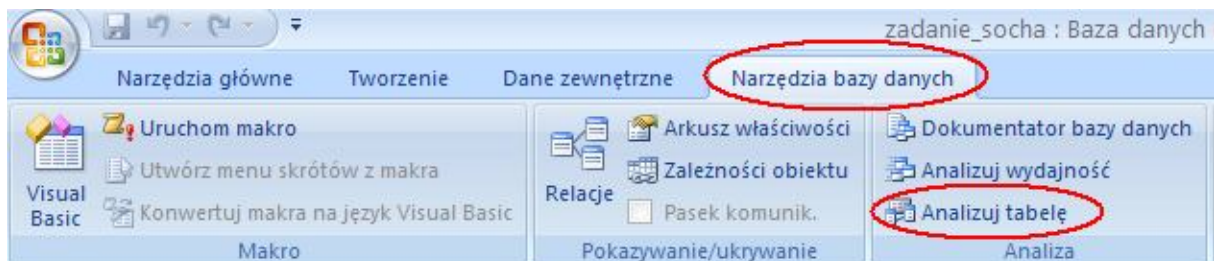 zadanie_socha : Baza danych
Narzędzia główne Tworzenie Dane zewnętrzne Narzędzia bazy danych
Visual Basic
Uruchom makro
Utwórz menu skrótów z makra
Konwertuj makra na język Visual Basic
Makro
Relacje
Arkusz właściwości
Zależności obiektu
Pasek komunik.
Pokazywanie/ukrywanie
Dokumentator bazy danych
Analizuj wydajność
Analizuj tabelę
Analiza